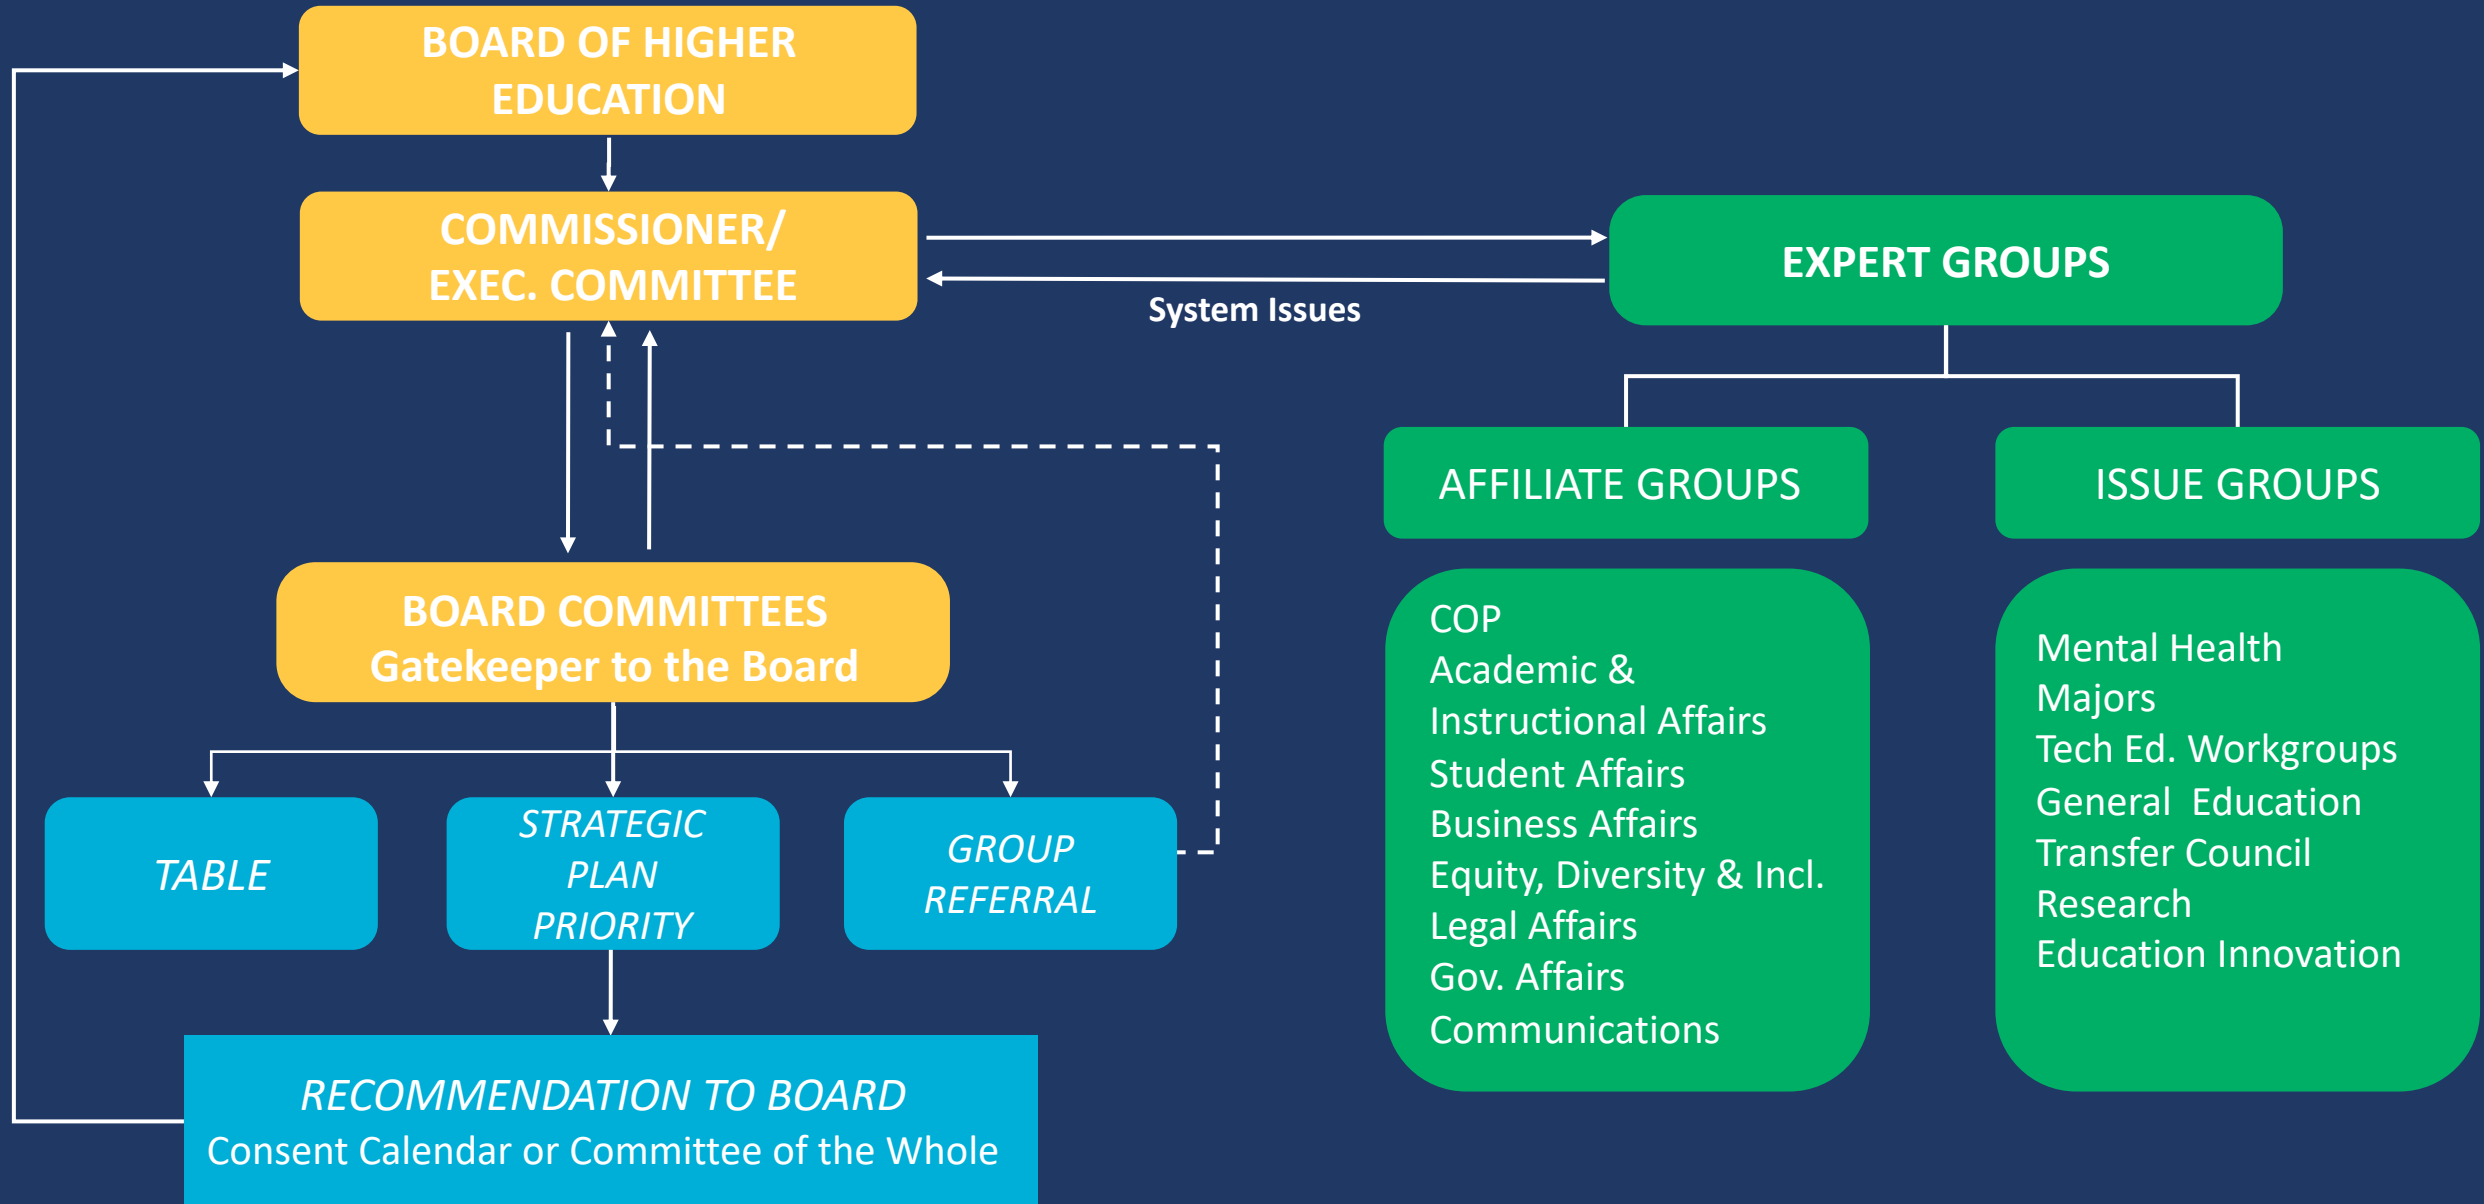 BOARD OF HIGHER
EDUCATION
COMMISSIONER/
EXEC. COMMITTEE
System Issues
EXPERT GROUPS
AFFILIATE GROUPS
ISSUE GROUPS
BOARD COMMITTEES
Gatekeeper to the Board
TABLE
STRATEGIC
PLAN
PRIORITY
GROUP
REFERRAL
RECOMMENDATION TO BOARD
Consent Calendar or Committee of the Whole
COP
Academic &
Instructional Affairs
Student Affairs
Business Affairs
Equity, Diversity & Incl.
Legal Affairs
Gov. Affairs
Communications
Mental Health
Majors
Tech Ed. Workgroups
General  Education
Transfer Council
Research
Education Innovation